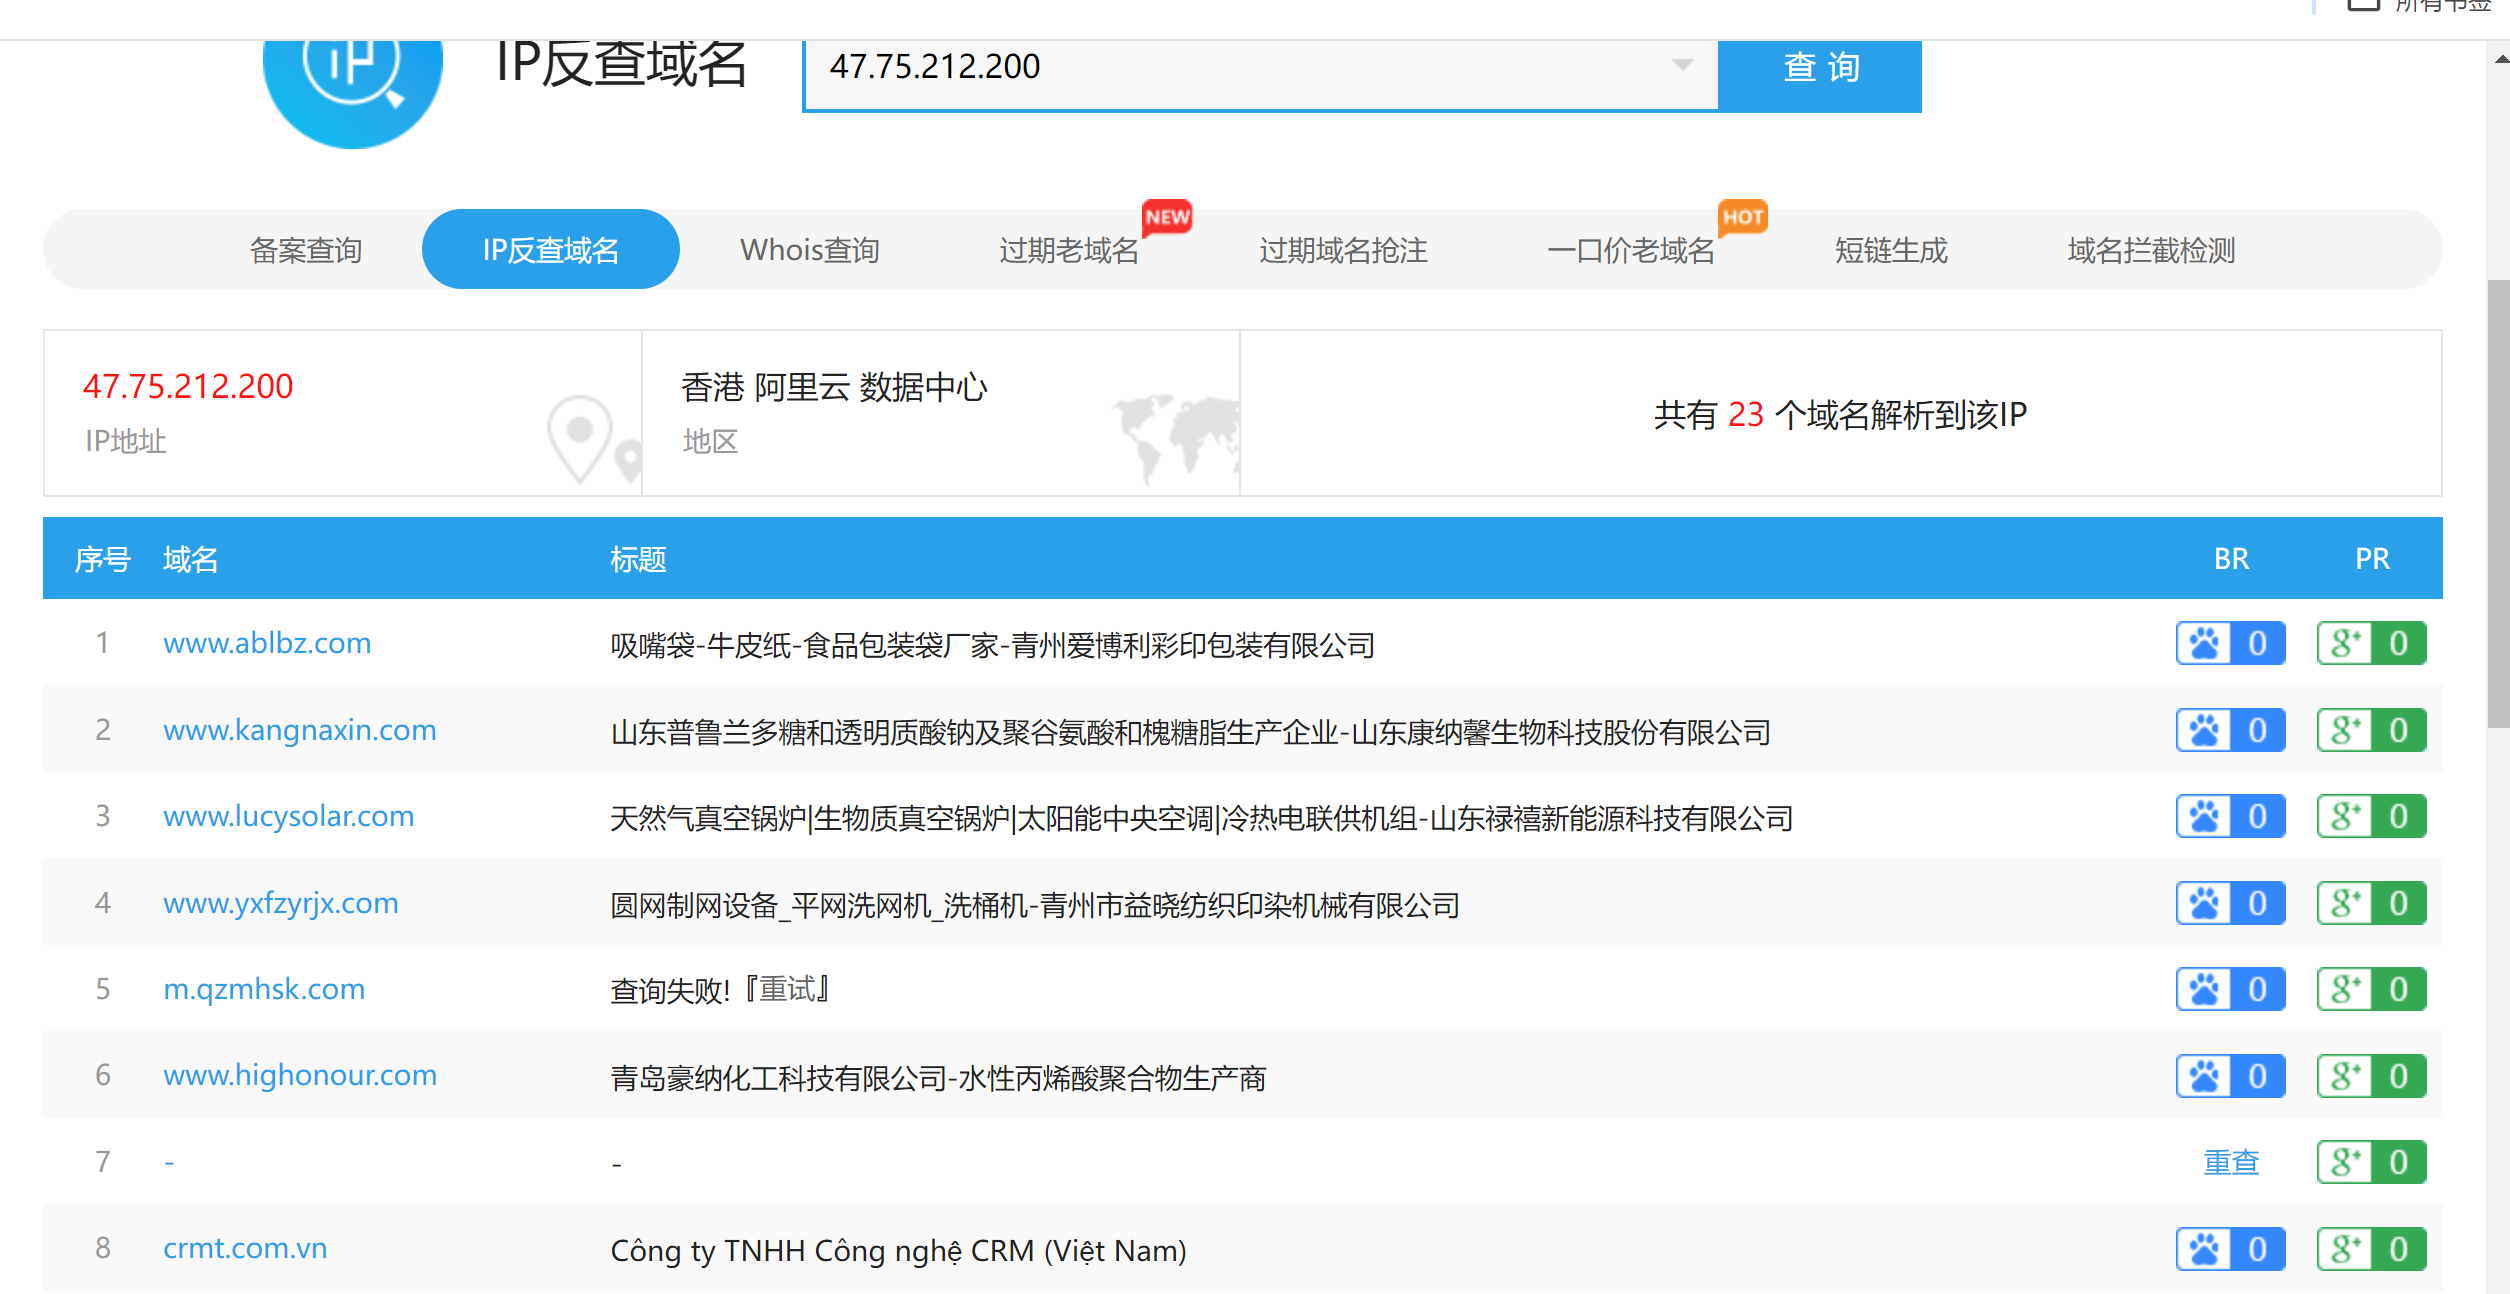 所有书签
IP反查域名 47.75.212.200 查 询
备案查询 IP反查域名 Whois查询 过期老域名 NEW 过期域名抢注 一口价老域名 HOT 短链生成 域名拦截检测
47.75.212.200 香港 阿里云 数据中心
共有 23 个域名解析到该IP
IP地址 地区
序号 域名 标题 BR PR
1 www.ablbz.com 吸嘴袋-牛皮纸-食品包装袋厂家-青州爱博利彩印包装有限公司 0 g+ 0
2 www.kangnaxin.com 山东普鲁兰多糖和透明质酸钠及聚谷氨酸和槐糖脂生产企业-山东康纳馨生物科技股份有限公司 0 g+ 0
3 www.lucysolar.com 天然气真空锅炉|生物质真空锅炉|太阳能中央空调|冷热电联供机组-山东禄禧新能源科技有限公司 0 g+ 0
4 www.yxfzyrjx.com 圆网制网设备_平网洗网机_洗桶机-青州市益晓纺织印染机械有限公司 0 g+ 0
5 m.qzmhsk.com 查询失败!『重试』 0 g+ 0
6 www.highonour.com 青岛豪纳化工科技有限公司-水性丙烯酸聚合物生产商 0 g+ 0
7 - - 重查 g+ 0
8 crmt.com.vn Công ty TNHH Công nghệ CRM (Việt Nam) 0 g+ 0